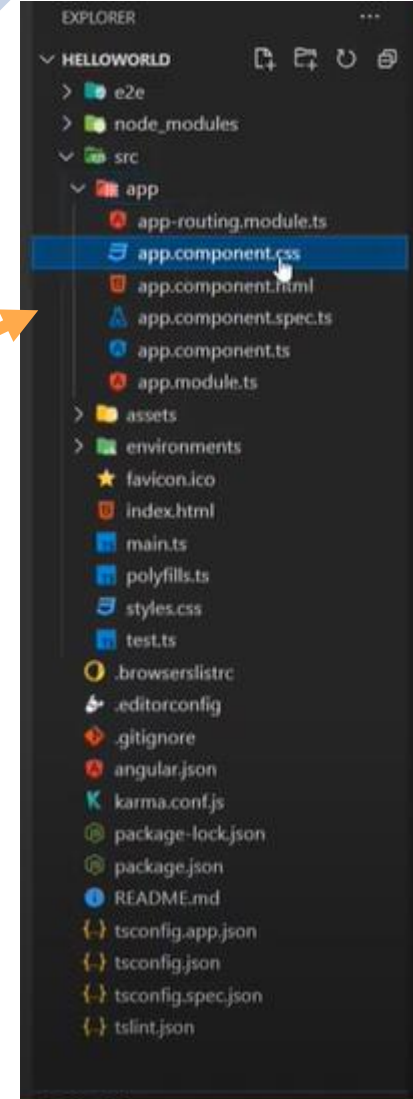 EXPLORER
HELLOWORLD
e2e
node_modules
src
app
app-routing.module.ts
app.component.css
app.component.html
app.component.spec.ts
app.component.ts
app.module.ts
assets
environments
favicon.ico
index.html
main.ts
polyfills.ts
styles.css
test.ts
.browserslistrc
.editorconfig
.gitignore
angular.json
karma.conf.js
package-lock.json
package.json
README.md
tsconfig.app.json
tsconfig.json
tsconfig.spec.json
tslint.json